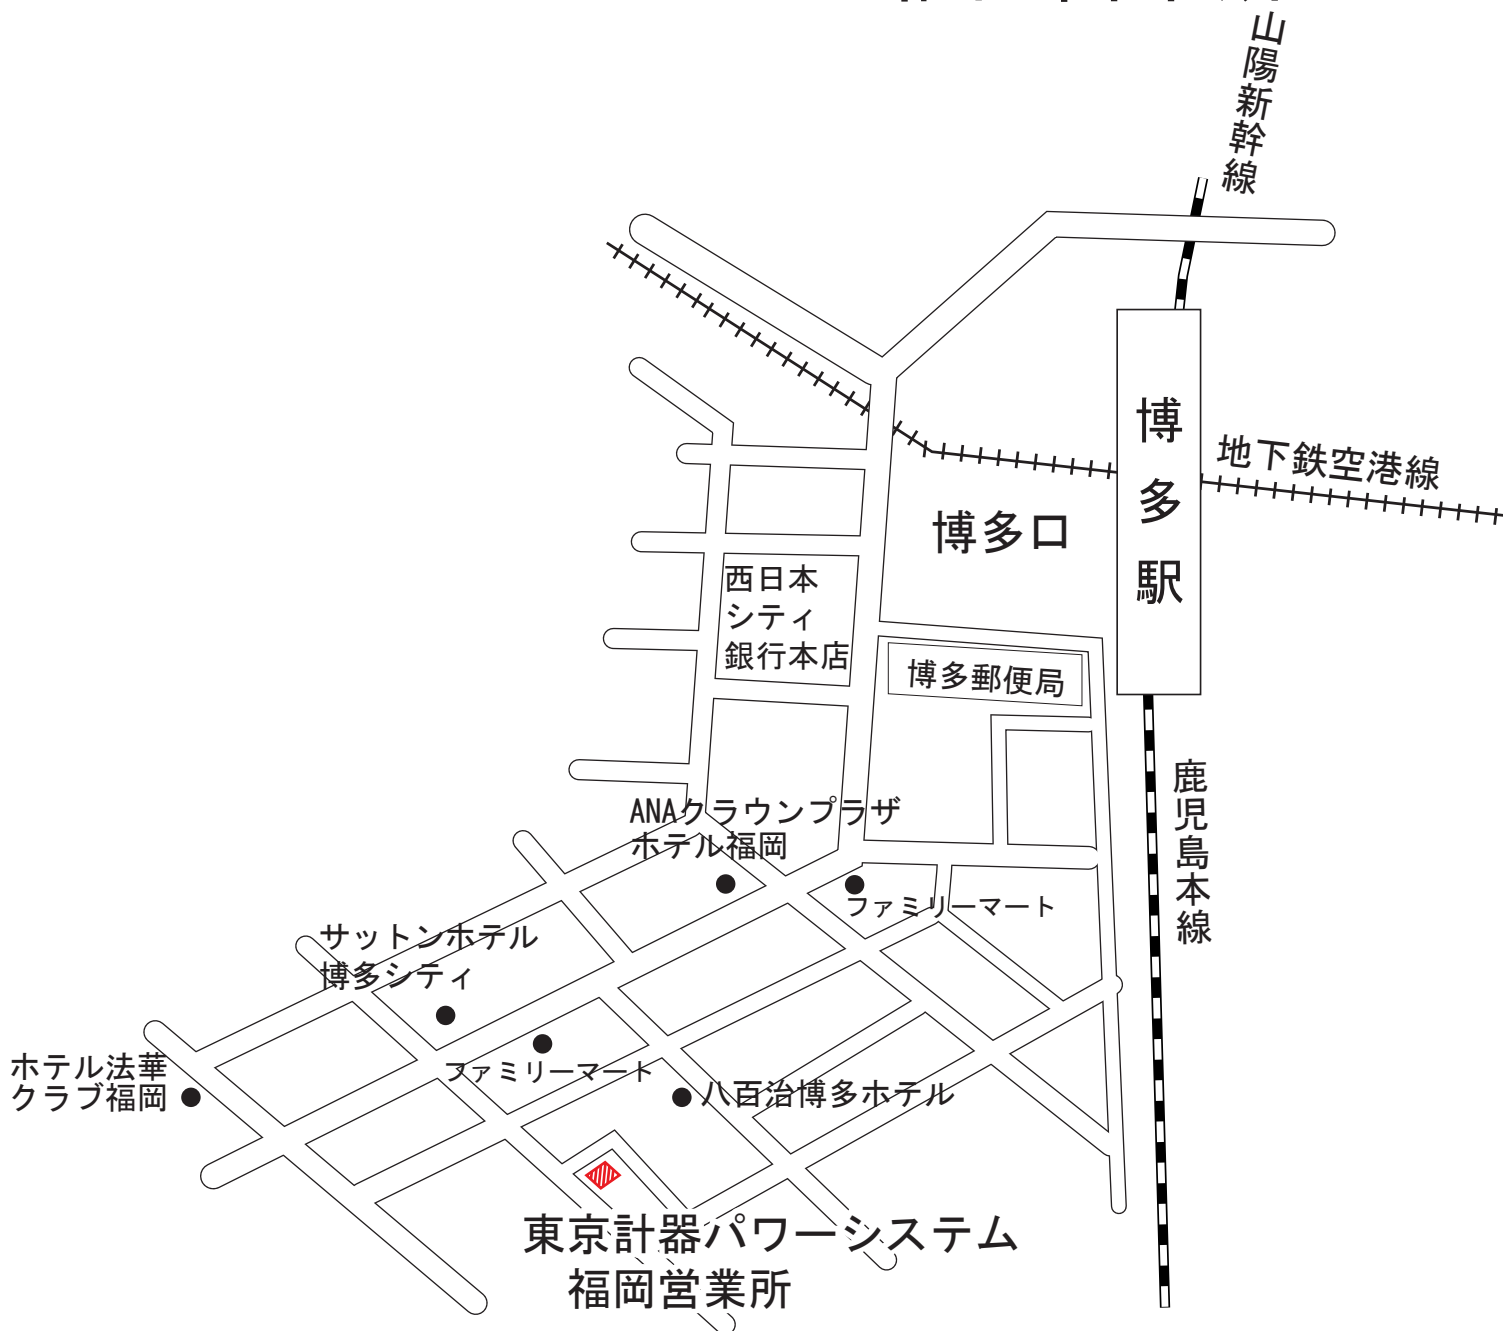 山陽新幹線
博多駅
地下鉄空港線
博多口
西日本
シティ
銀行本店
博多郵便局
鹿児島本線
ANAクラウンプラザ
ホテル福岡
ファミリーマート
サットンホテル
博多シティ
ファミリーマート
ホテル法華
クラブ福岡
八百治博多ホテル
東京計器パワーシステム
福岡営業所